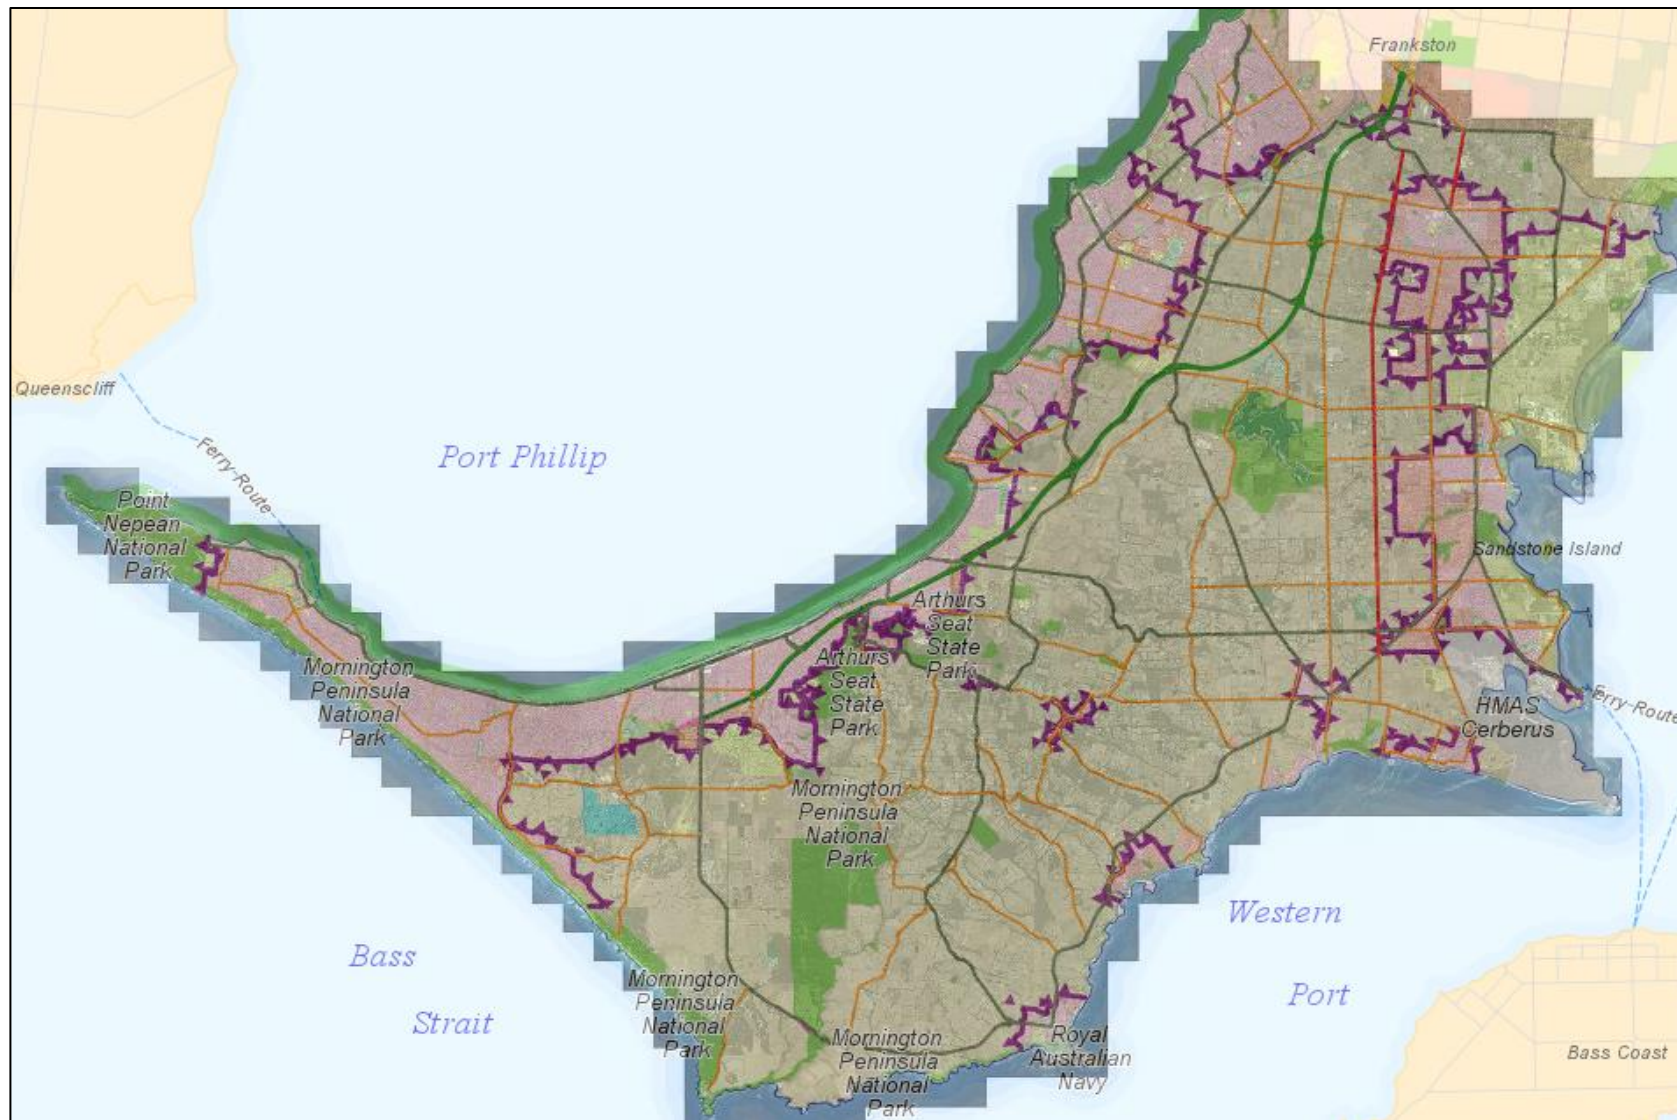 Frankston
Queenscliff
Port Phillip
Ferry-Route
Point
Nepean
National
Park
Sandstone Island
Arthurs
Seat
State
Park
Arthurs
Seat
State
Park
Mornington
Peninsula
National
Park
HMAS
Cerberus
Ferry-Route
Mornington
Peninsula
National
Park
Western
Port
Bass
Strait
Mornington
Peninsula
National
Park
Mornington
Peninsula
National
Park
Royal
Australian
Navy
Bass Coast